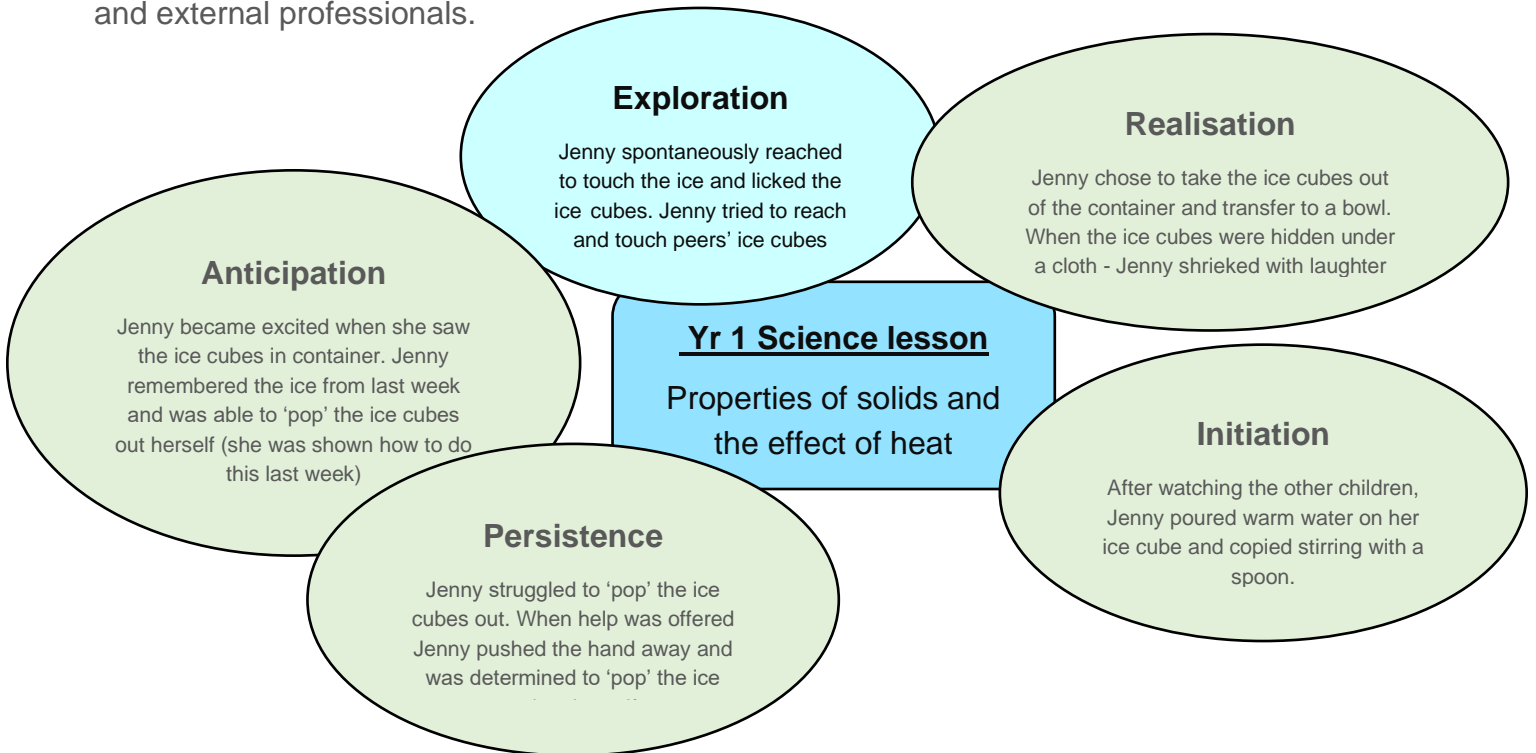 and external professionals.
Exploration
Jenny spontaneously reached
to touch the ice and licked the
ice cubes. Jenny tried to reach
and touch peers’ ice cubes
Realisation
Jenny chose to take the ice cubes out
of the container and transfer to a bowl.
When the ice cubes were hidden under
a cloth - Jenny shrieked with laughter
Anticipation
Jenny became excited when she saw
the ice cubes in container. Jenny
remembered the ice from last week
and was able to ‘pop’ the ice cubes
out herself (she was shown how to do
this last week)
Yr 1 Science lesson
Properties of solids and
the effect of heat
Initiation
After watching the other children,
Jenny poured warm water on her
ice cube and copied stirring with a
spoon.
Persistence
Jenny struggled to ‘pop’ the ice
cubes out. When help was offered
Jenny pushed the hand away and
was determined to ‘pop’ the ice